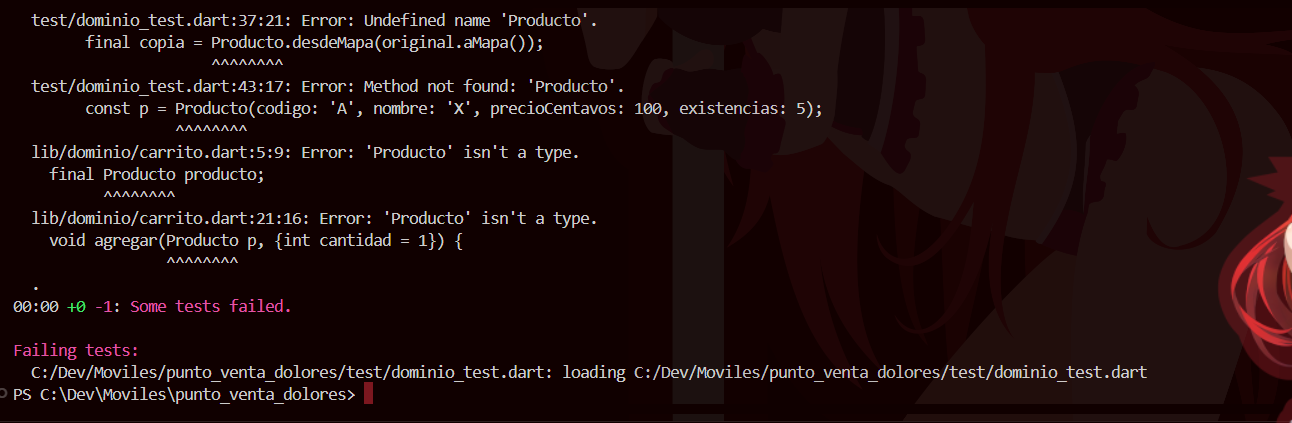 test/dominio_test.dart:37:21: Error: Undefined name 'Producto'.
final copia = Producto.desdeMapa(original.aMapa());
^^^^^^^^
test/dominio_test.dart:43:17: Error: Method not found: 'Producto'.
const p = Producto(codigo: 'A', nombre: 'X', precioCentavos: 100, existencias: 5);
^^^^^^^^
lib/dominio/carrito.dart:5:9: Error: 'Producto' isn't a type.
final Producto producto;
^^^^^^^^
lib/dominio/carrito.dart:21:16: Error: 'Producto' isn't a type.
void agregar(Producto p, {int cantidad = 1}) {
^^^^^^^^
.
00:00 +0 -1: Some tests failed.
Failing tests:
C:/Dev/Moviles/punto_venta_dolores/test/dominio_test.dart: loading C:/Dev/Moviles/punto_venta_dolores/test/dominio_test.dart
PS C:\Dev\Moviles\punto_venta_dolores>